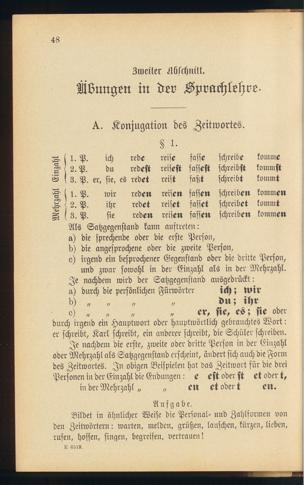 48
Zweiter Abschnitt.
Übungen in der Sprachlehre.
A. Konjugation des Zeitwortes.
§ 1.
Einzahl
1. P. ich rede reise fasse schreibe komme
2. P. du redest reisest fassest schreibst kommst
3. P. er, sie, es redet reist faßt schreibt kommt
Mehrzahl
1. P. wir reden reisen fassen schreiben kommen
2. P. ihr redet reiset fasset schreibt kommt
3. P. sie reden reisen fassen schreiben kommen
Als Satzgegenstand kann auftreten:
a) die sprechende oder die erste Person,
b) die angesprochene oder die zweite Person,
c) irgend ein besprochener Gegenstand oder die dritte Person,
und zwar sowohl in der Einzahl als in der Mehrzahl.
Je nachdem wird der Satzgegenstand ausgedrückt:
a) durch die persönlichen Fürwörter ich; wir
b) „ „ „ „ du; ihr
c) „ „ „ „ er, sie, es; sie oder
durch irgend ein Hauptwort oder hauptwörtlich gebrauchtes Wort:
er schreibt, Karl schreibt, ein anderer schreibt, die Schüler schreiben.
Je nachdem die erste, zweite oder dritte Person in der Einzahl
oder Mehrzahl als Satzgegenstand erscheint, ändert sich auch die Form
des Zeitwortes. In obigen Beispielen hat das Zeitwort für die drei
Personen in der Einzahl die Endungen: e est oder st et oder t,
in der Mehrzahl „ „ en et oder t en.
Aufgabe.
Bildet in ähnlicher Weise die Personal- und Zahlformen von
den Zeitwörtern: warten, melden, grüßen, lauschen, kürzen, lieben,
rufen, hoffen, singen, begreifen, vertrauen!